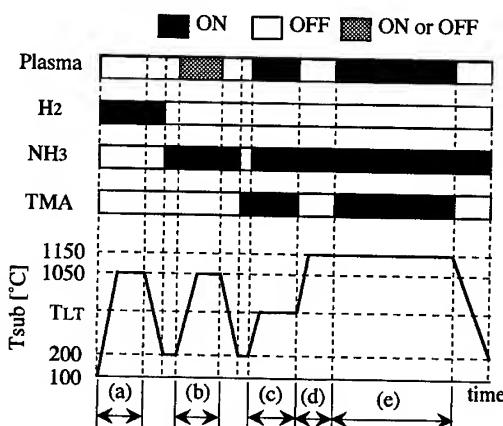 ON OFF ON or OFF
Plasma
H2
NH3
TMA
1150
1050
TLT
200
100
Tsub [°C]
time
(a) (b) (c) (d) (e)